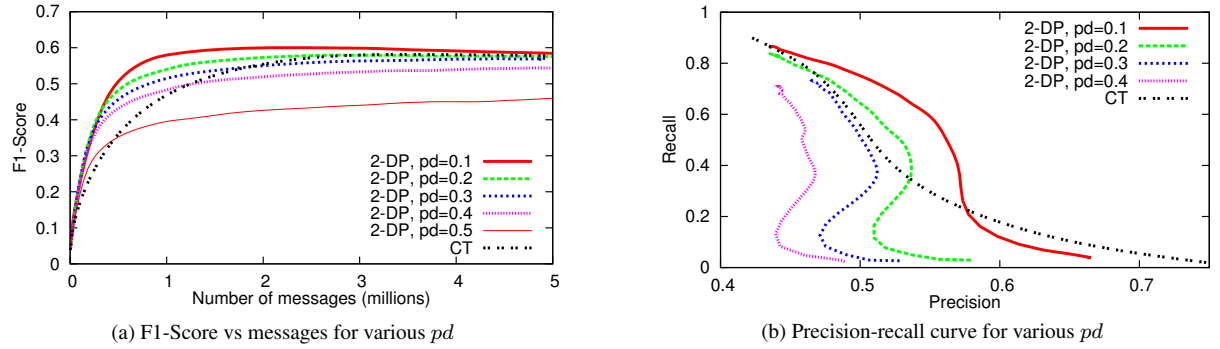 0.7
0.6
0.5
0.4
0.3
0.2
0.1
0
F1-Score
2-DP, pd=0.1
2-DP, pd=0.2
2-DP, pd=0.3
2-DP, pd=0.4
2-DP, pd=0.5
CT
0 1 2 3 4 5
Number of messages (millions)
(a) F1-Score vs messages for various pd
1
0.8
0.6
0.4
0.2
0
Recall
2-DP, pd=0.1
2-DP, pd=0.2
2-DP, pd=0.3
2-DP, pd=0.4
CT
0.4 0.5 0.6 0.7
Precision
(b) Precision-recall curve for various pd